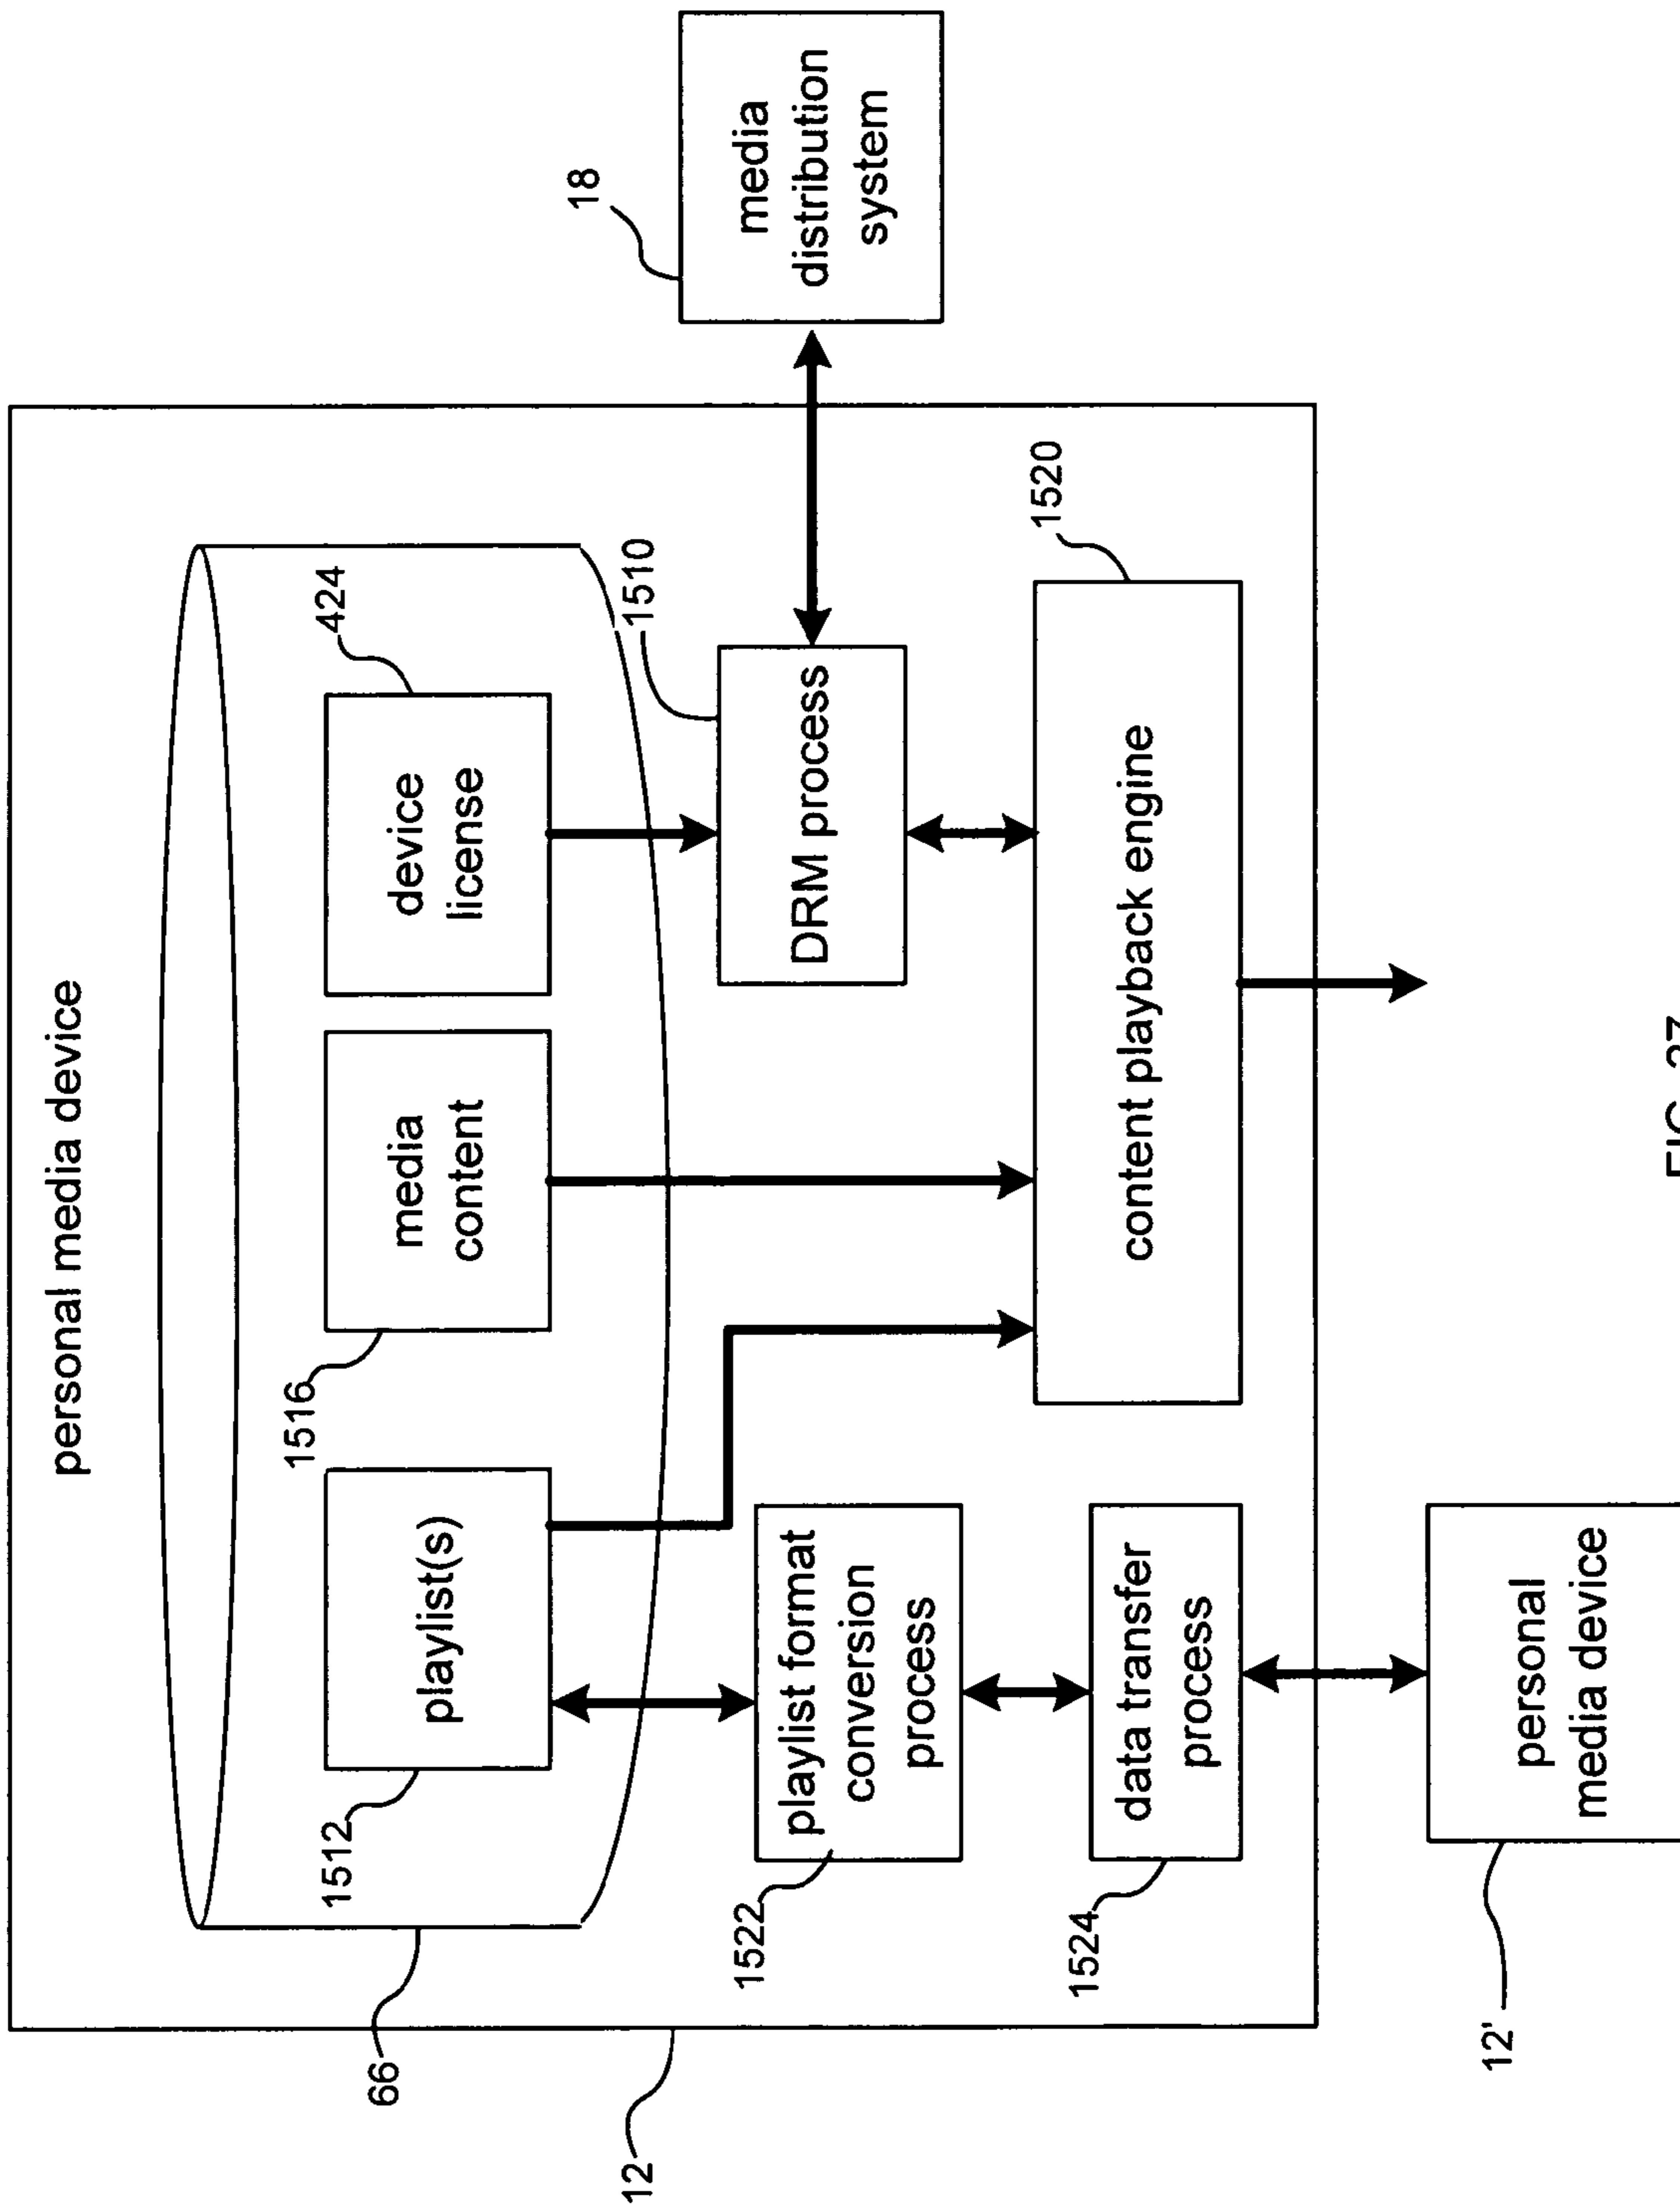 personal media device
66
12
1512
playlist(s)
1516
media
content
424
device
license
18
media
distribution
system
1522
playlist format
conversion
process
1510
DRM process
1524
data transfer
process
1520
content playback engine
12'
personal
media device